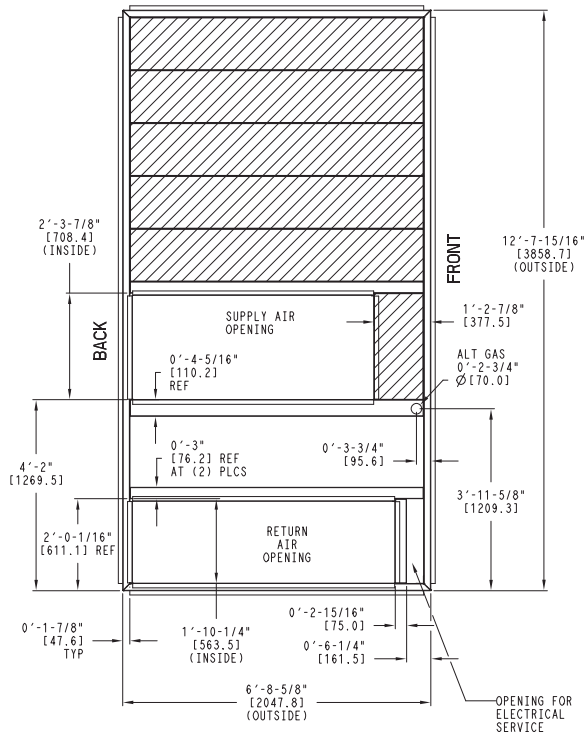 2'-3-7/8"
[708.4]
(INSIDE)
12'-7-15/16"
[3858.7]
(OUTSIDE)
FRONT
BACK
SUPPLY AIR
OPENING
1'-2-7/8"
[377.5]
ALT GAS
0'-2-3/4"
Ø[70.0]
0'-4-5/16"
[110.2]
REF
0'-3"
[76.2] REF
AT (2) PLCS
0'-3-3/4"
[95.6]
4'-2"
[1269.5]
3'-11-5/8"
[1209.3]
2'-0-1/16"
[611.1] REF
RETURN
AIR
OPENING
0'-1-7/8"
[47.6]
TYP
1'-10-1/4"
[563.5]
(INSIDE)
0'-2-15/16"
[75.0]
0'-6-1/4"
[161.5]
6'-8-5/8"
[2047.8]
(OUTSIDE)
OPENING FOR
ELECTRICAL
SERVICE